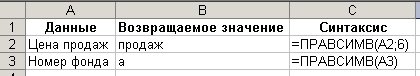 A B C
1 Данные Возвращаемое значение Синтаксис
2 Цена продаж продаж =ПРАВСИМВ(A2;6)
3 Номер фонда а =ПРАВСИМВ(A3)